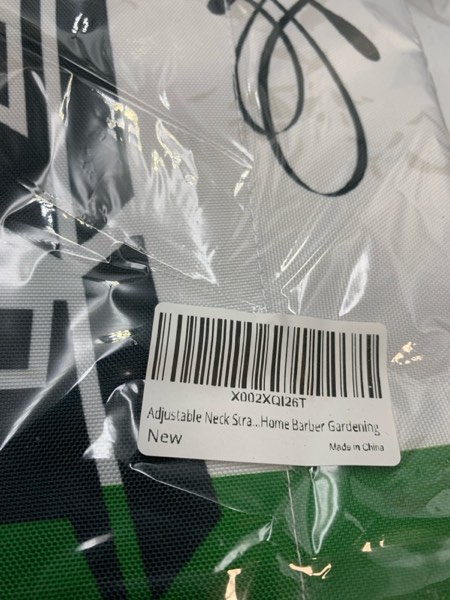 X002XQI26T
Adjustable Neck Stra...Home Barber Gardening
New
Made in China